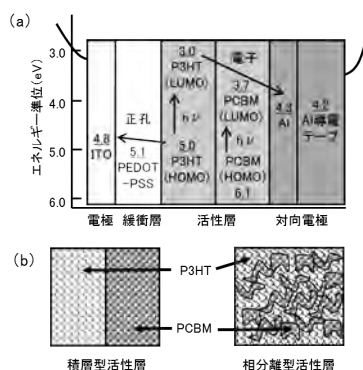 (a)
エネルギー準位(eV)
3.0
4.0
5.0
6.0
4.8
ITO
正孔
5.1
PEDOT
-PSS
3.0
P3HT
(LUMO)
hν
5.0
P3HT
(HOMO)
電子
3.7
PCBM
(LUMO)
hν
PCBM
(HOMO)
6.1
4.3
Al
4.2
Al導電
テープ
電極 緩衝層 活性層 対向電極
(b)
P3HT
PCBM
積層型活性層 相分離型活性層